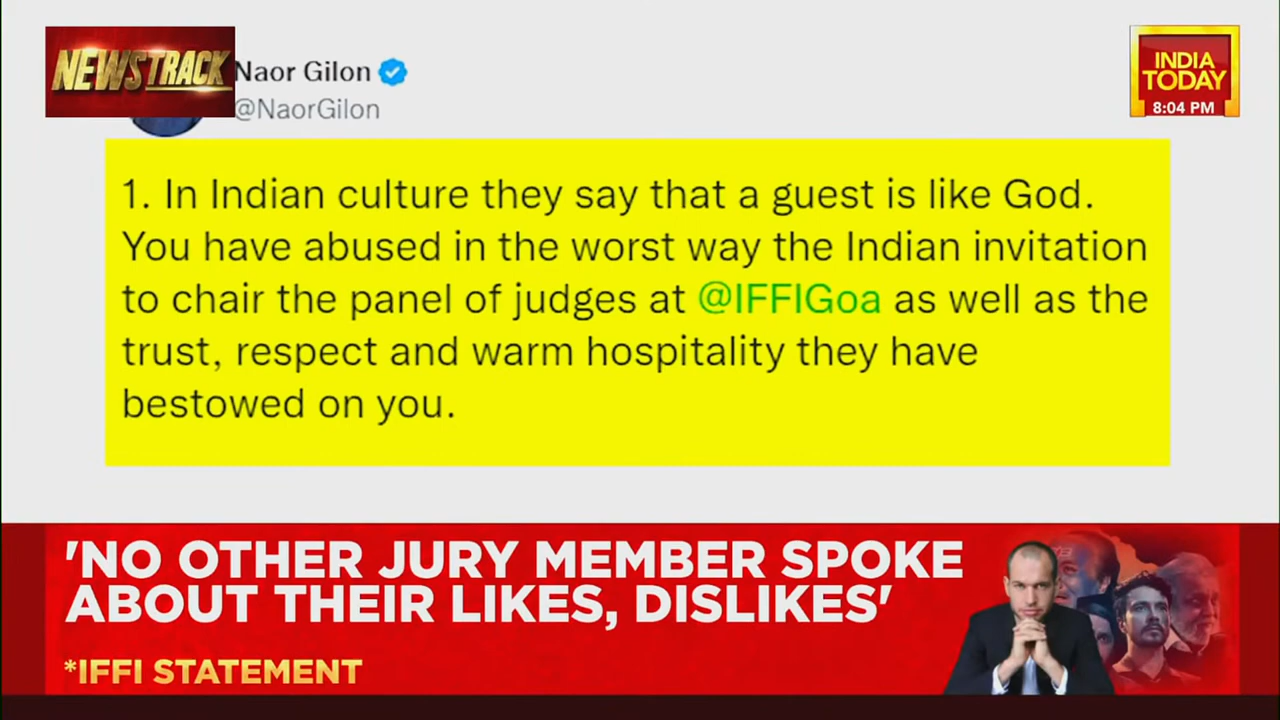 NEWSTRACK
Naor Gilon
@NaorGilon
INDIA
TODAY
8:04 PM
1. In Indian culture they say that a guest is like God.
You have abused in the worst way the Indian invitation
to chair the panel of judges at @IFFIGoa as well as the
trust, respect and warm hospitality they have
bestowed on you.
'NO OTHER JURY MEMBER SPOKE
ABOUT THEIR LIKES, DISLIKES'
*IFFI STATEMENT